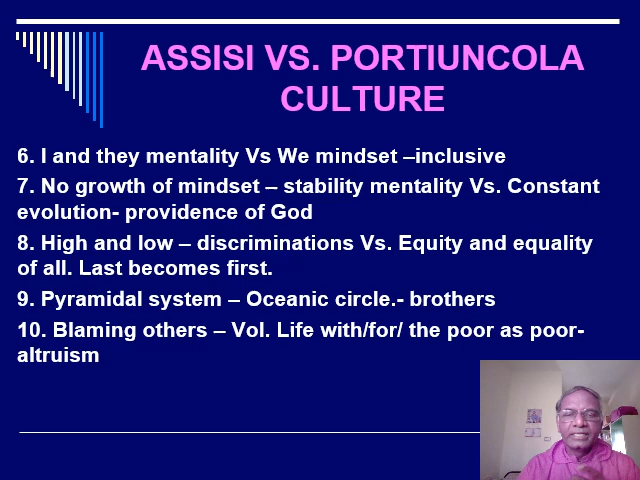 ASSISI VS. PORTIUNCOLA
CULTURE
6. I and they mentality Vs We mindset –inclusive
7. No growth of mindset – stability mentality Vs. Constant
evolution- providence of God
8. High and low – discriminations Vs. Equity and equality
of all. Last becomes first.
9. Pyramidal system – Oceanic circle.- brothers
10. Blaming others – Vol. Life with/for/ the poor as poor-
altruism